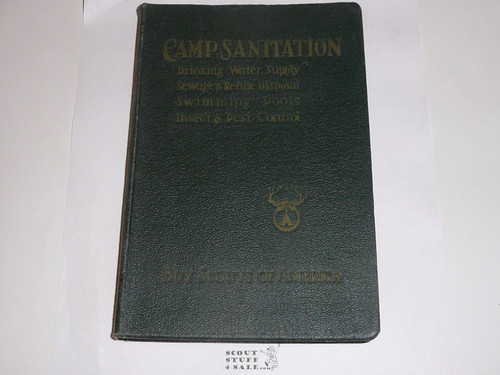 CAMP SANITATION
Drinking Water Supply
Sewage & Refuse Disposal
Swimming Pools
Insect & Pest Control
BOY SCOUTS OF AMERICA
SCOUT
STUFF
4 SALE